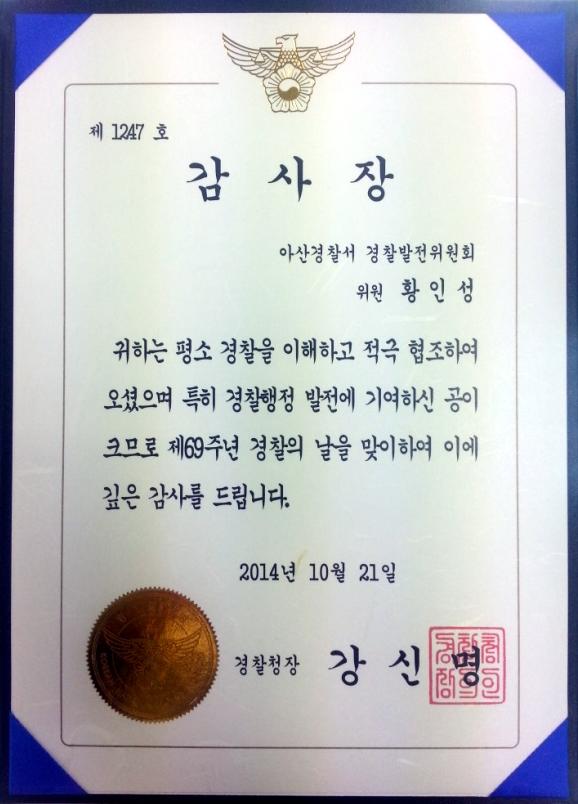 제 1247 호
감 사 장
아산경찰서 경찰발전위원회
위원 황인성
귀하는 평소 경찰을 이해하고 적극 협조하여
오셨으며 특히 경찰행정 발전에 기여하신 공이
크므로 제69주년 경찰의 날을 맞이하여 이에
깊은 감사를 드립니다.
2014년 10월 21일
경찰청장 강 신 명